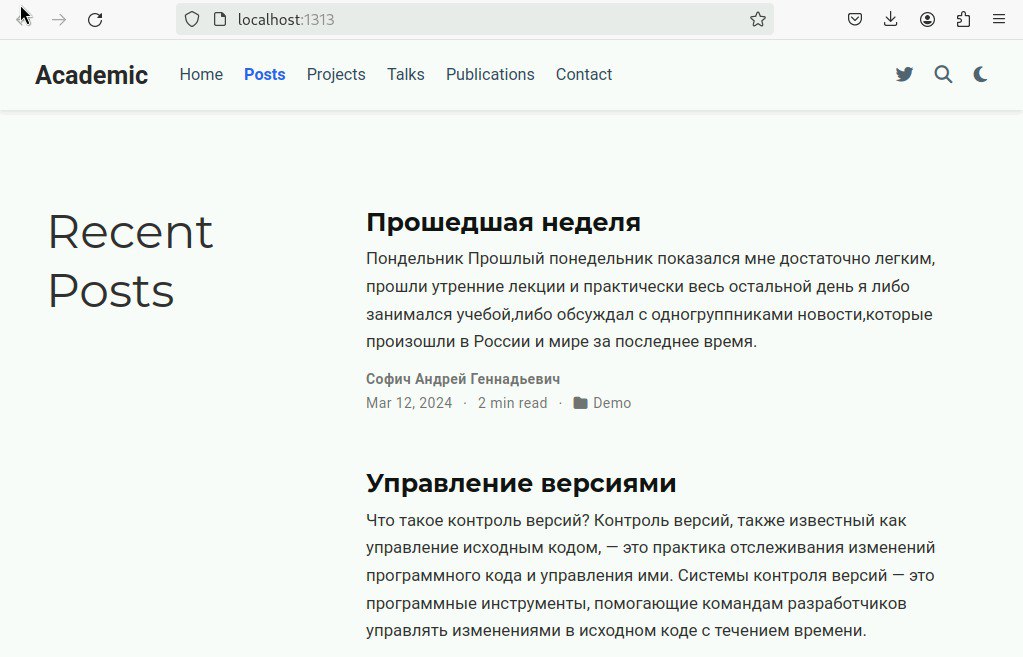 localhost:1313
Academic Home Posts Projects Talks Publications Contact
Recent
Posts
Прошедшая неделя
Пондельник Прошлый понедельник показался мне достаточно легким,
прошли утренние лекции и практически весь остальной день я либо
занимался учебой,либо обсуждал с одногруппниками новости,которые
произошли в России и мире за последнее время.
Софич Андрей Геннадьевич
Mar 12, 2024 · 2 min read · Demo
Управление версиями
Что такое контроль версий? Контроль версий, также известный как
управление исходным кодом, — это практика отслеживания изменений
программного кода и управления ими. Системы контроля версий — это
программные инструменты, помогающие командам разработчиков
управлять изменениями в исходном коде с течением времени.